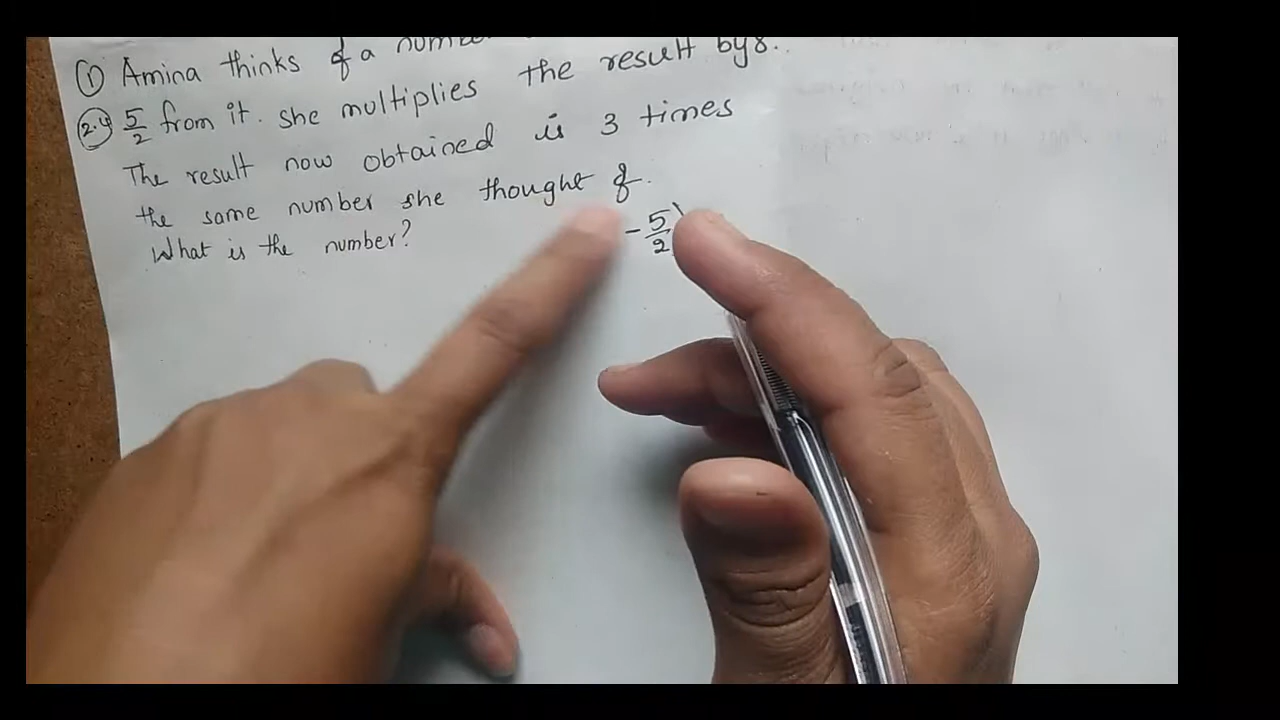 ① Amina thinks of a num
2.4 5/2 from it. she multiplies the result by 8.
The result now obtained is 3 times
the same number she thought of.
What is the number?
- 5/2 )